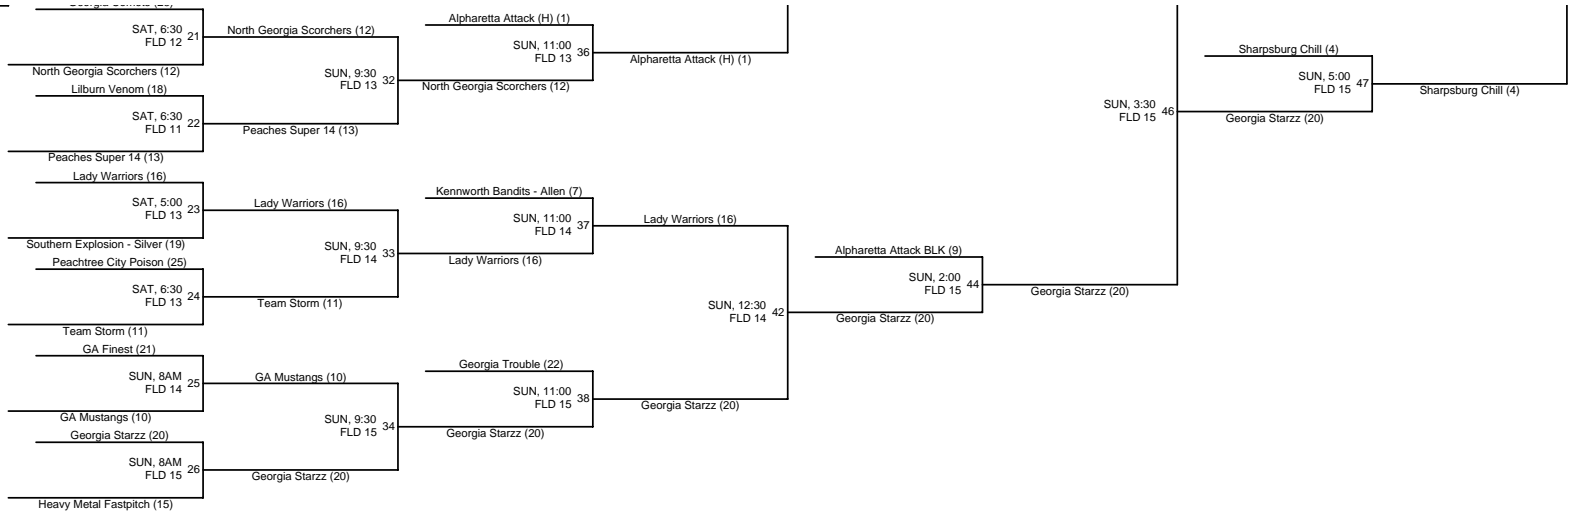 North Georgia Scorchers (12)
SAT, 6:30
FLD 12
21
North Georgia Scorchers (12)
Lilburn Venom (18)
SAT, 6:30
FLD 11
22
Peaches Super 14 (13)
Lady Warriors (16)
SAT, 5:00
FLD 13
23
Southern Explosion - Silver (19)
Peachtree City Poison (25)
SAT, 6:30
FLD 13
24
Team Storm (11)
GA Finest (21)
SUN, 8AM
FLD 14
25
GA Mustangs (10)
Georgia Starzz (20)
SUN, 8AM
FLD 15
26
Heavy Metal Fastpitch (15)
SUN, 9:30
FLD 13
32
Peaches Super 14 (13)
Lady Warriors (16)
SUN, 9:30
FLD 14
33
Team Storm (11)
GA Mustangs (10)
SUN, 9:30
FLD 15
34
Georgia Starzz (20)
Alpharetta Attack (H) (1)
SUN, 11:00
FLD 13
36
North Georgia Scorchers (12)
Kennworth Bandits - Allen (7)
SUN, 11:00
FLD 14
37
Lady Warriors (16)
Georgia Trouble (22)
SUN, 11:00
FLD 15
38
Georgia Starzz (20)
Alpharetta Attack (H) (1)
Lady Warriors (16)
SUN, 12:30
FLD 14
42
Georgia Starzz (20)
Alpharetta Attack BLK (9)
SUN, 2:00
FLD 15
44
Georgia Starzz (20)
Georgia Starzz (20)
SUN, 3:30
FLD 15
46
Sharpsburg Chill (4)
SUN, 5:00
FLD 15
47
Georgia Starzz (20)
Sharpsburg Chill (4)